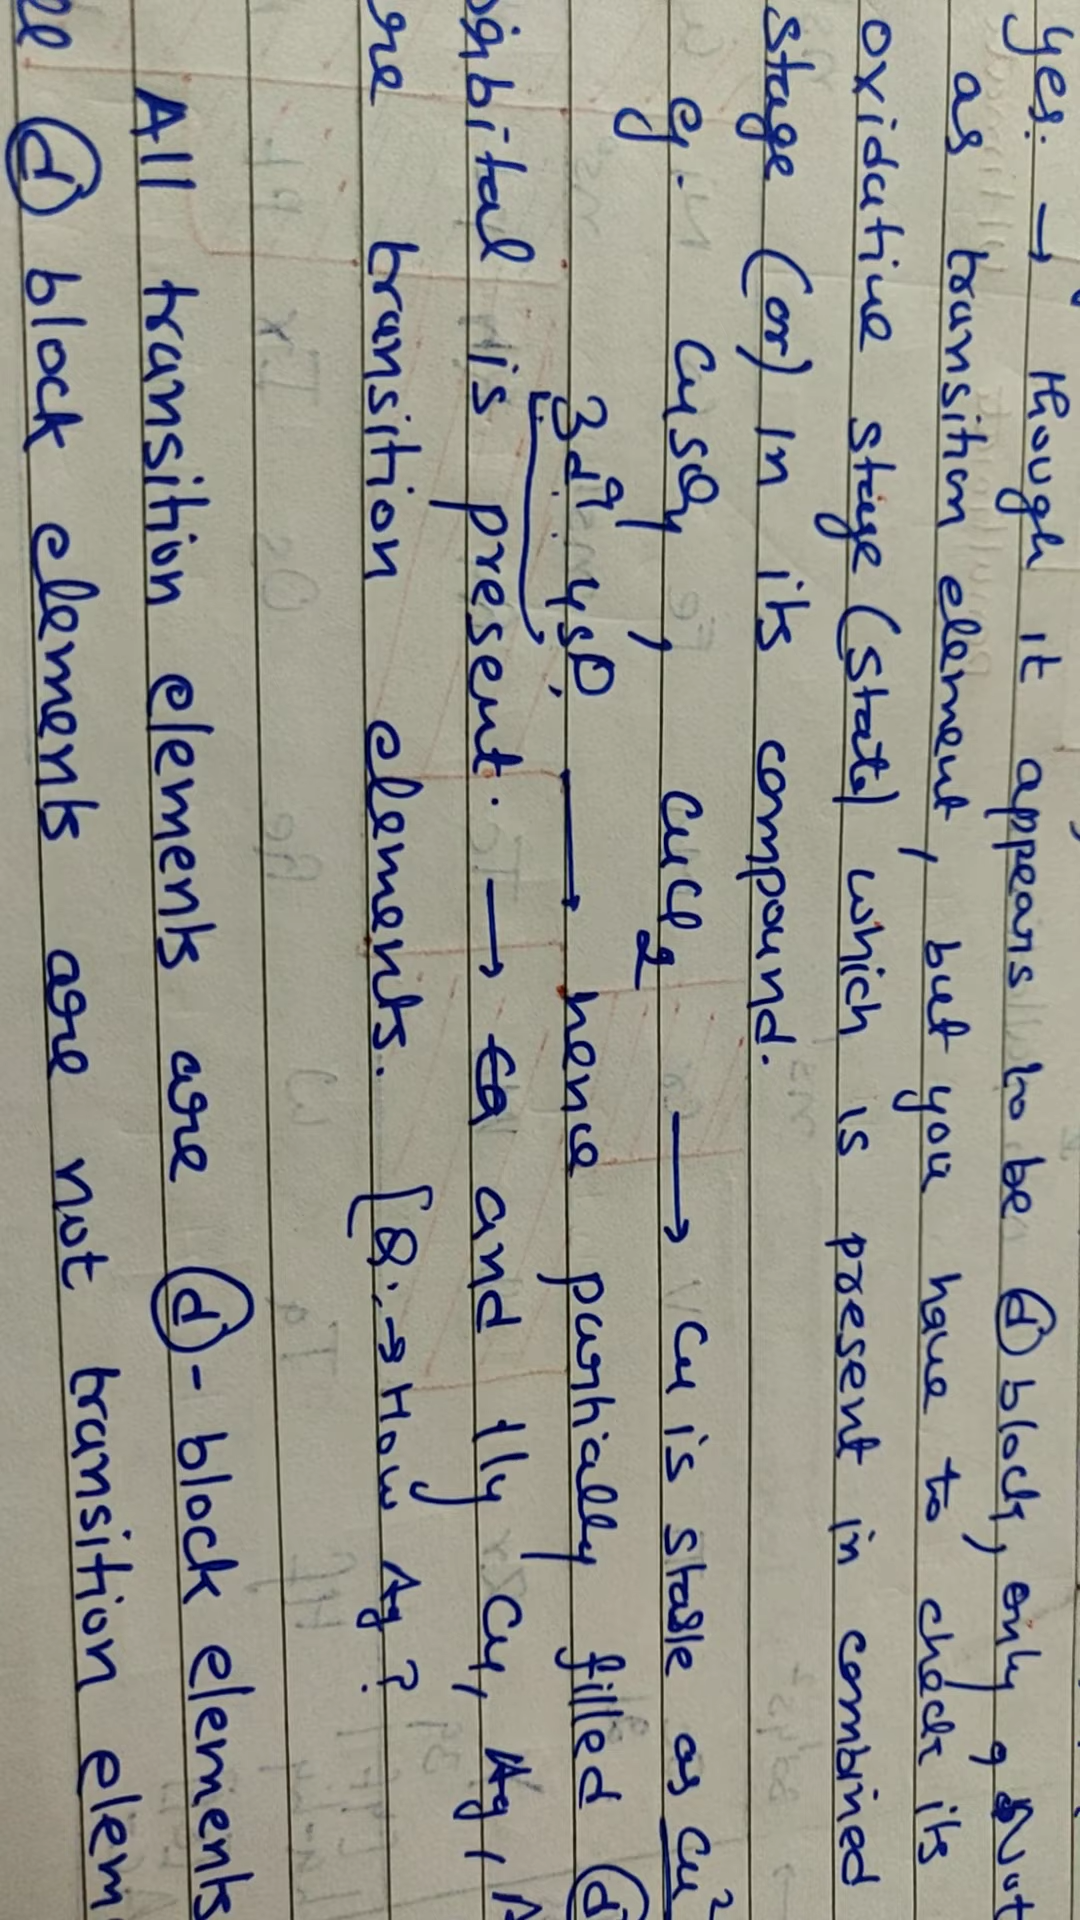 yes: → though it appears to be (d) block, only & Not
as transition element, but you have to check its
oxidative stage (state) which is present in combined
stage (or) in its compound.
eg. CuSO4, CuCl2 → Cu is stable as Cu2
3d9 4s0 → hence partially filled (d)
orbital is present. → and lly Cu, Ag, A
are transition elements. [Q:→ How Ag?
All transition elements are (d)-block elements
all (d) block elements are not transition elem